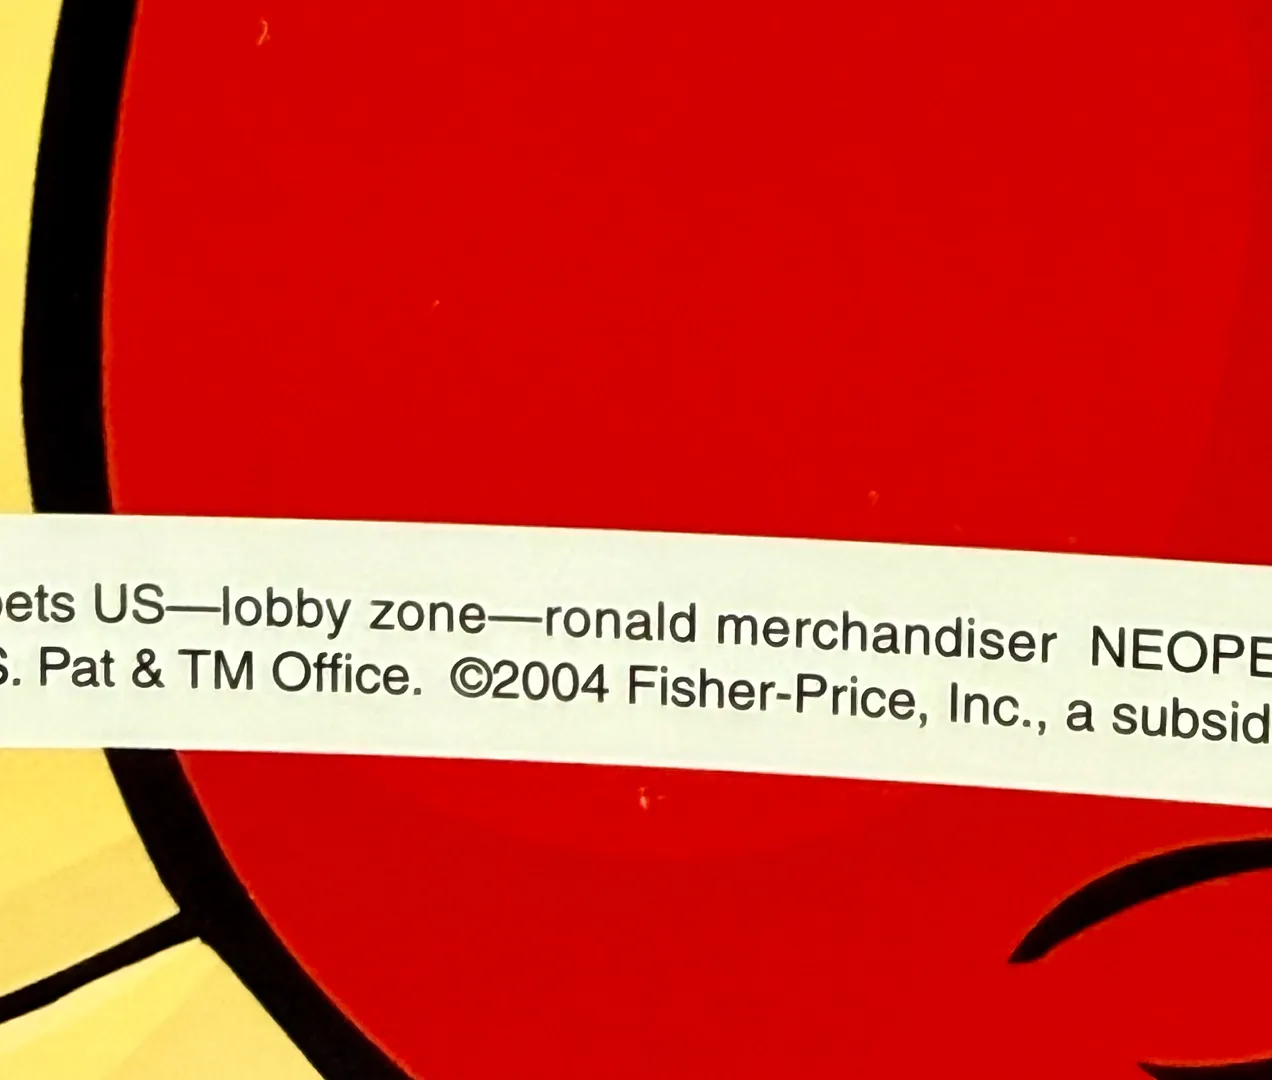 ets US—lobby zone—ronald merchandiser NEOPE
S. Pat & TM Office. ©2004 Fisher-Price, Inc., a subsid